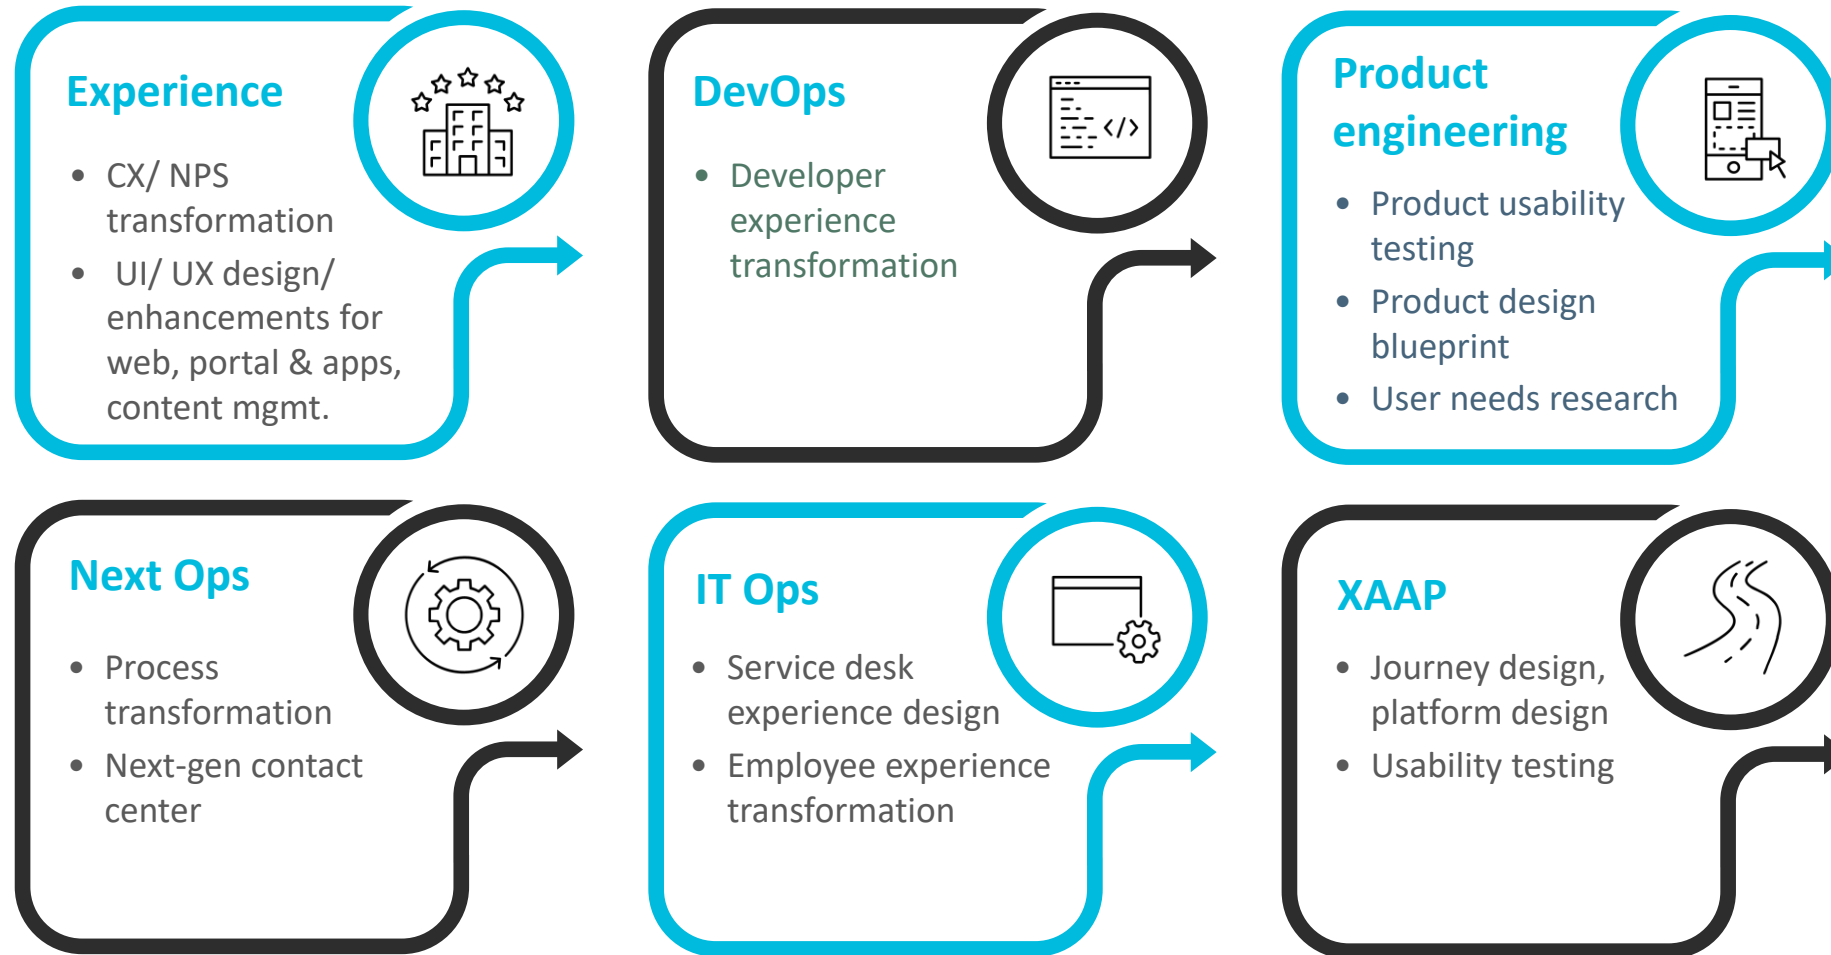 Experience
• CX/ NPS
transformation
• UI/ UX design/
enhancements for
web, portal & apps,
content mgmt.
DevOps
• Developer
experience
transformation
</>
Product
engineering
• Product usability
testing
• Product design
blueprint
• User needs research
Next Ops
• Process
transformation
• Next-gen contact
center
IT Ops
• Service desk
experience design
• Employee experience
transformation
XAAP
• Journey design,
platform design
• Usability testing